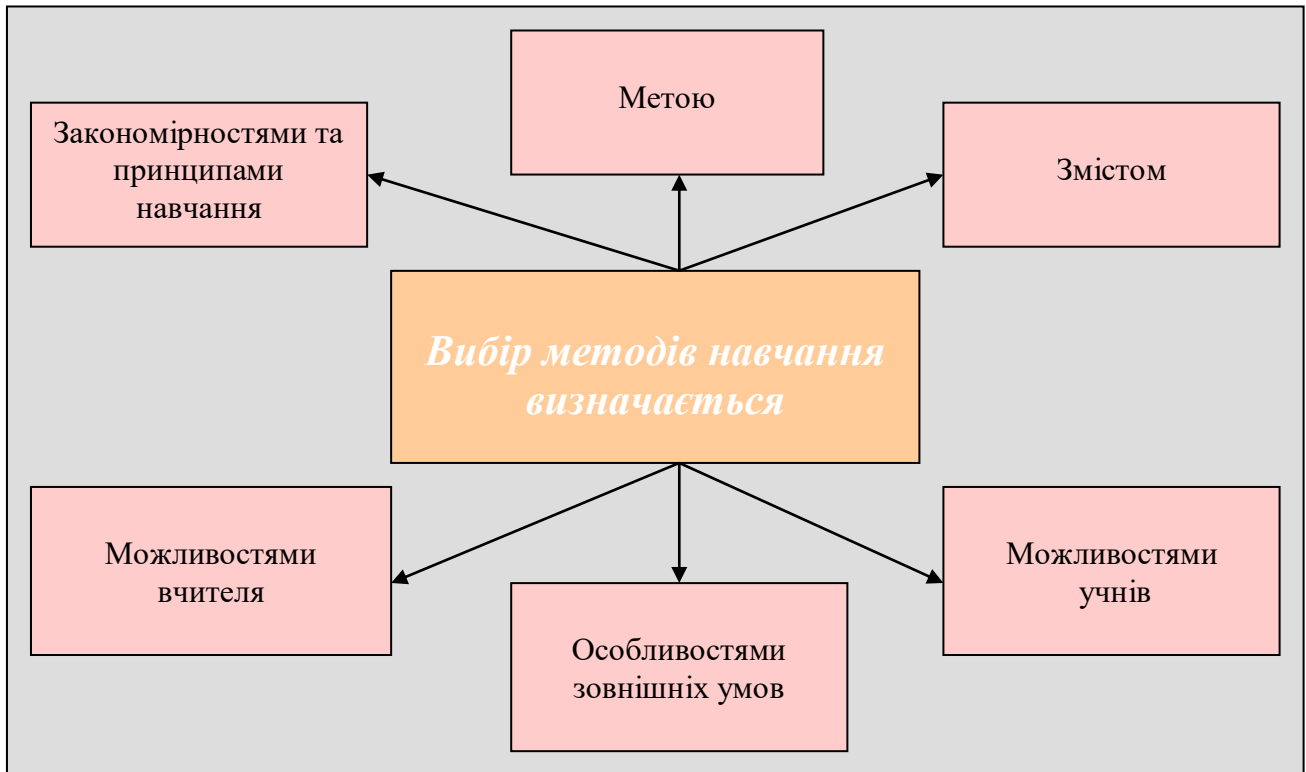 Метою
Закономірностями та
принципами
навчання
Змістом
Вибір методів навчання
визначається
Можливостями
вчителя
Особливостями
зовнішніх умов
Можливостями
учнів